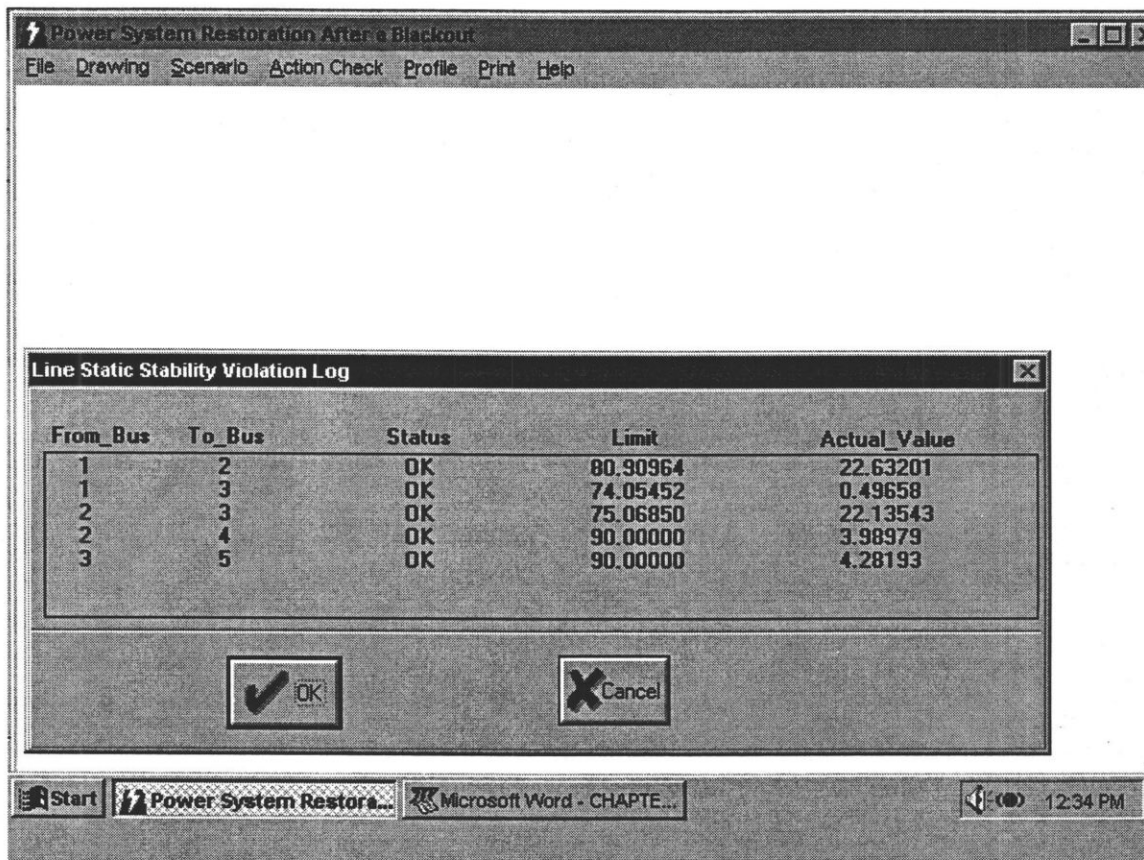 Power System Restoration After a Blackout
File Drawing Scenario Action Check Profile Print Help
Line Static Stability Violation Log
From_Bus To_Bus Status Limit Actual_Value
1 2 OK 80.90964 22.63201
1 3 OK 74.05452 0.49658
2 3 OK 75.06850 22.13543
2 4 OK 90.00000 3.98979
3 5 OK 90.00000 4.28193
OK Cancel
Start Power System Restora... Microsoft Word - CHAPTE... 12:34 PM